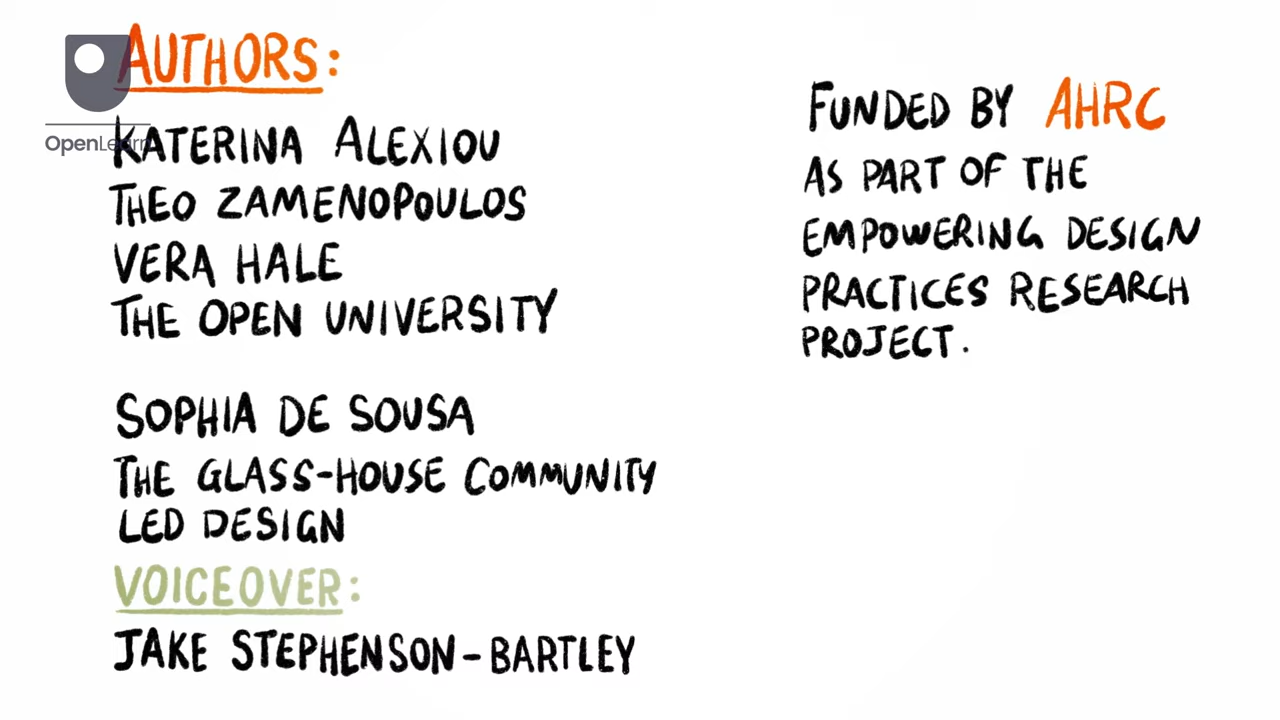 AUTHORS:
OpenLearn
KATERINA ALEXIOU
THEO ZAMENOPOULOS
VERA HALE
THE OPEN UNIVERSITY
SOPHIA DE SOUSA
THE GLASS-HOUSE COMMUNITY
LED DESIGN
VOICEOVER:
JAKE STEPHENSON-BARTLEY
FUNDED BY AHRC
AS PART OF THE
EMPOWERING DESIGN
PRACTICES RESEARCH
PROJECT.